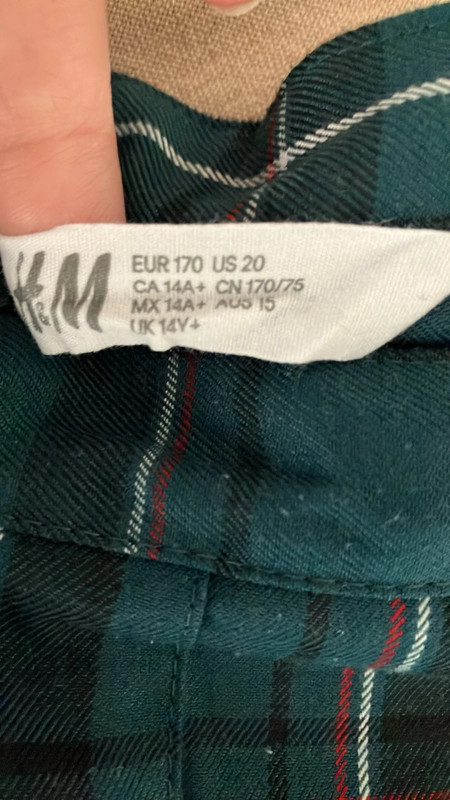 H&M
EUR 170 US 20
CA 14A+ CN 170/75
MX 14A+ AUS 15
UK 14Y+